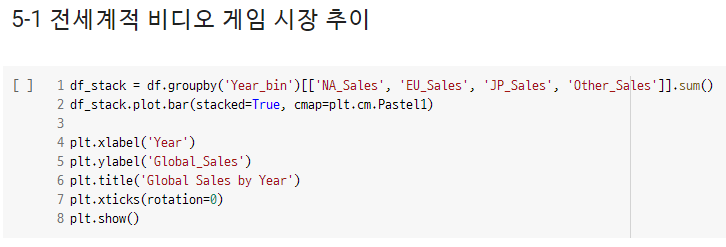 5-1 전세계적 비디오 게임 시장 추이
[ ] 1 df_stack = df.groupby('Year_bin')[['NA_Sales', 'EU_Sales', 'JP_Sales', 'Other_Sales']].sum()
2 df_stack.plot.bar(stacked=True, cmap=plt.cm.Pastel1)
3
4 plt.xlabel('Year')
5 plt.ylabel('Global_Sales')
6 plt.title('Global Sales by Year')
7 plt.xticks(rotation=0)
8 plt.show()